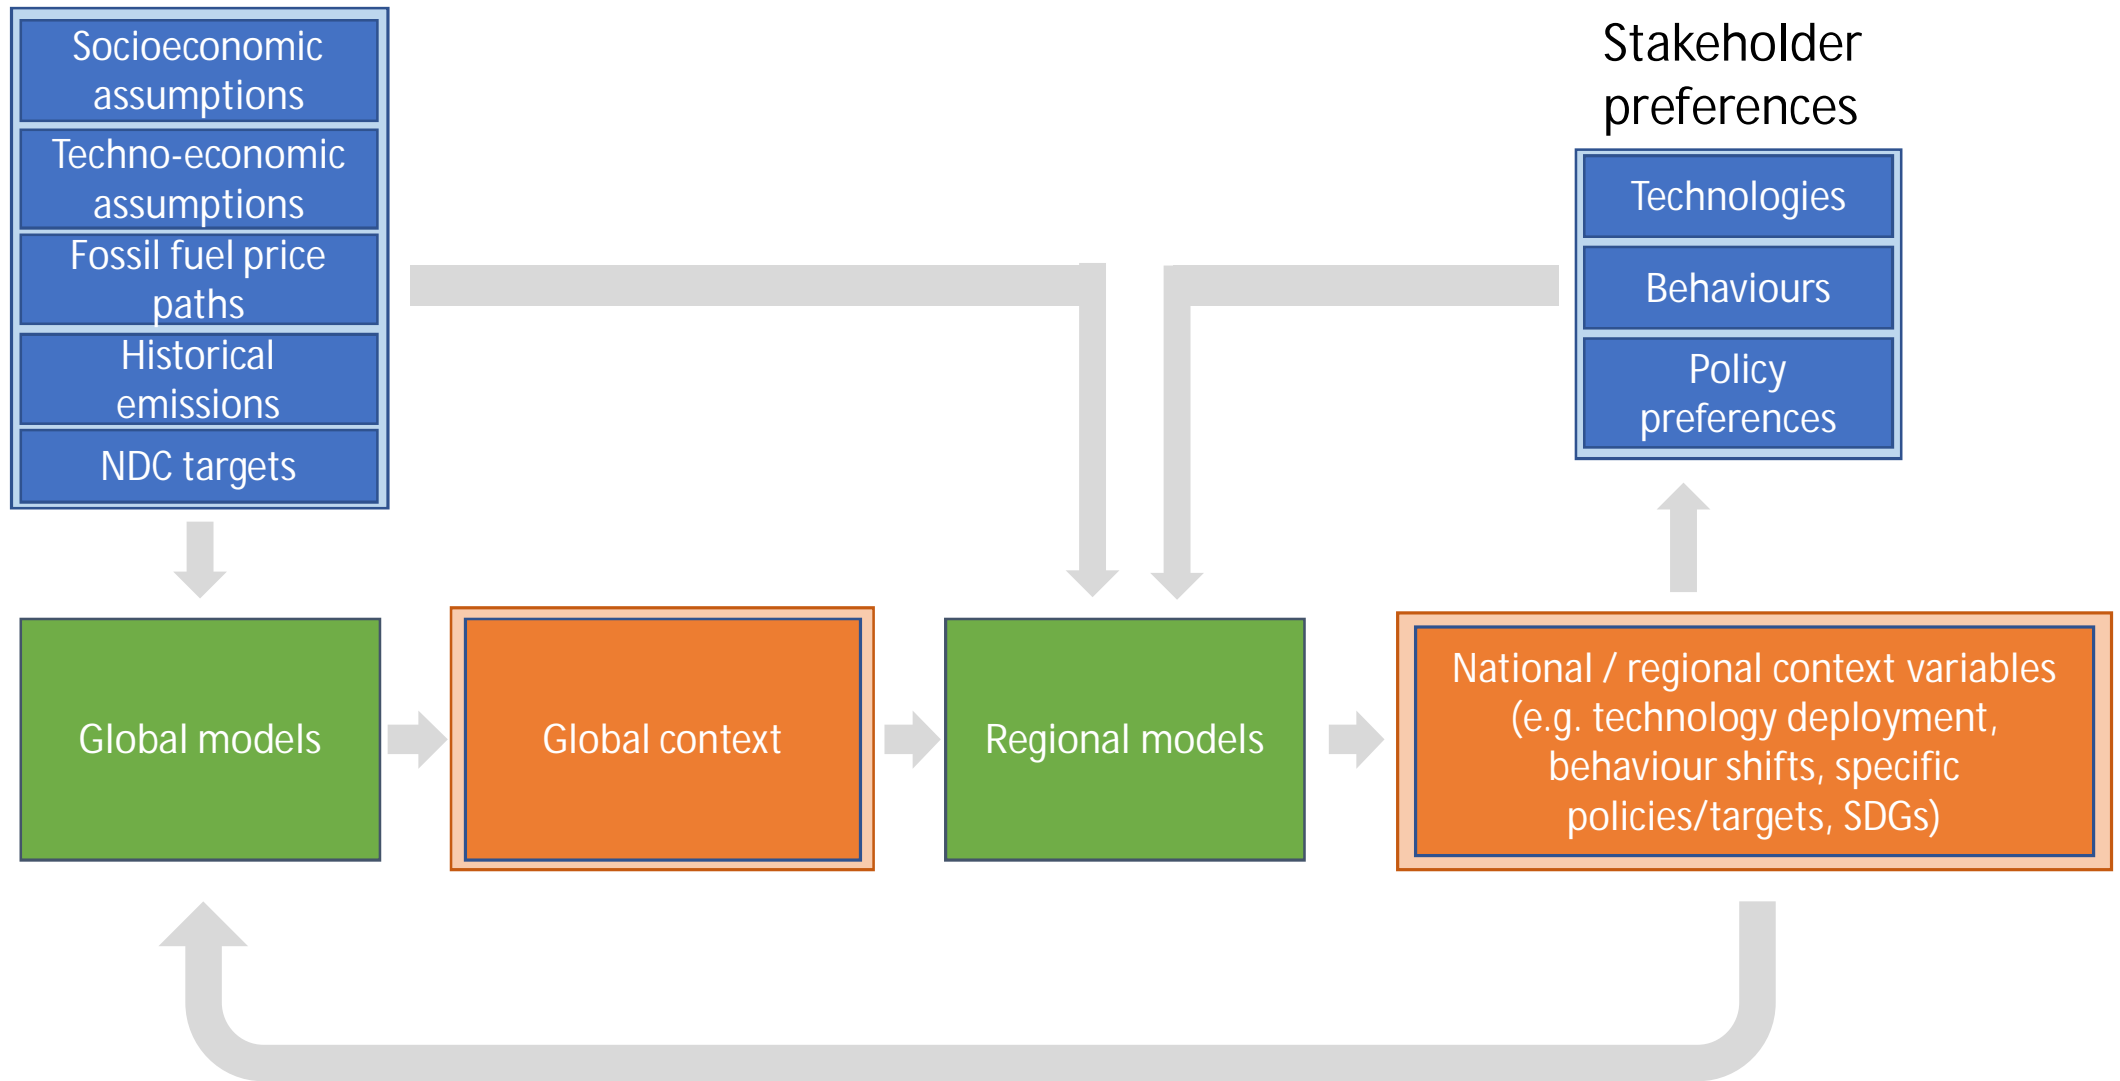 Socioeconomic
assumptions
Techno-economic
assumptions
Fossil fuel price
paths
Historical
emissions
NDC targets
Stakeholder
preferences
Technologies
Behaviours
Policy
preferences
Global models
Global context
Regional models
National / regional context variables
(e.g. technology deployment,
behaviour shifts, specific
policies/targets, SDGs)